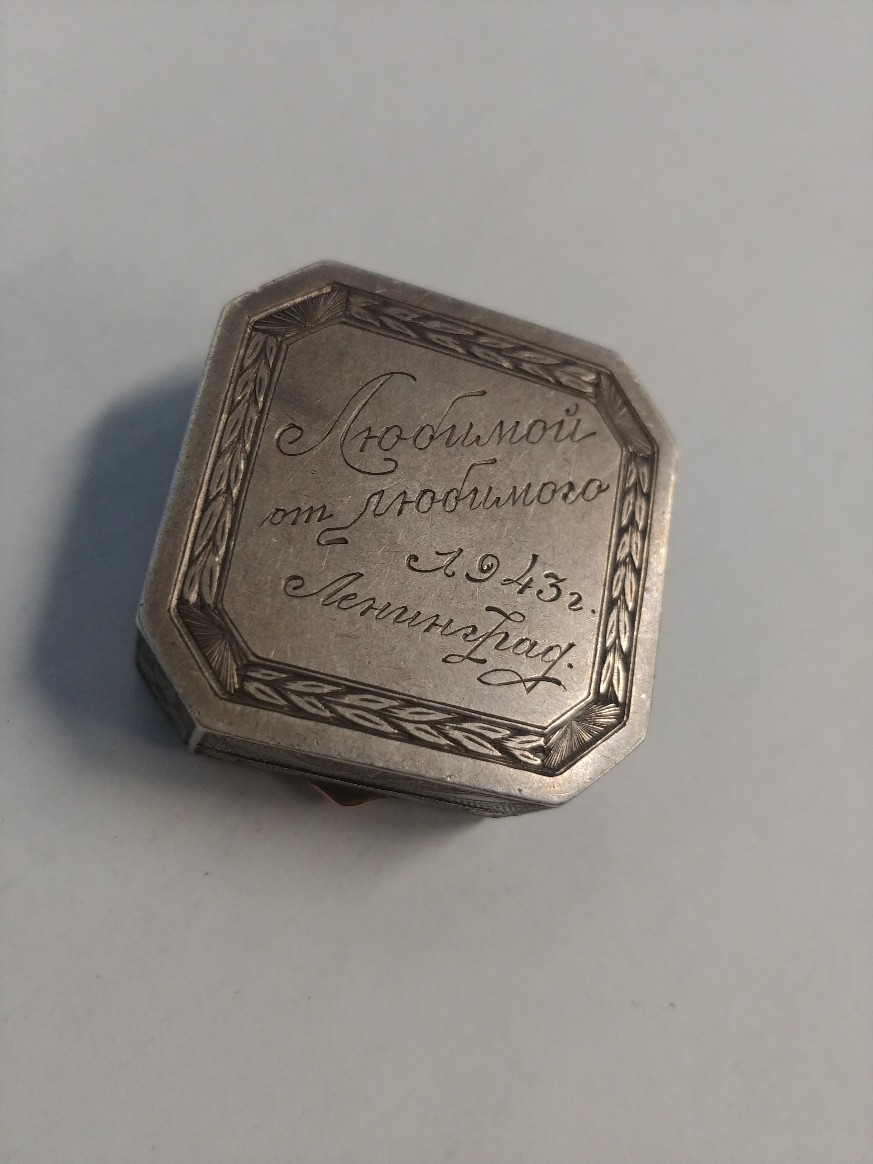 Любимой
от любимого
1943г.
Ленинград.